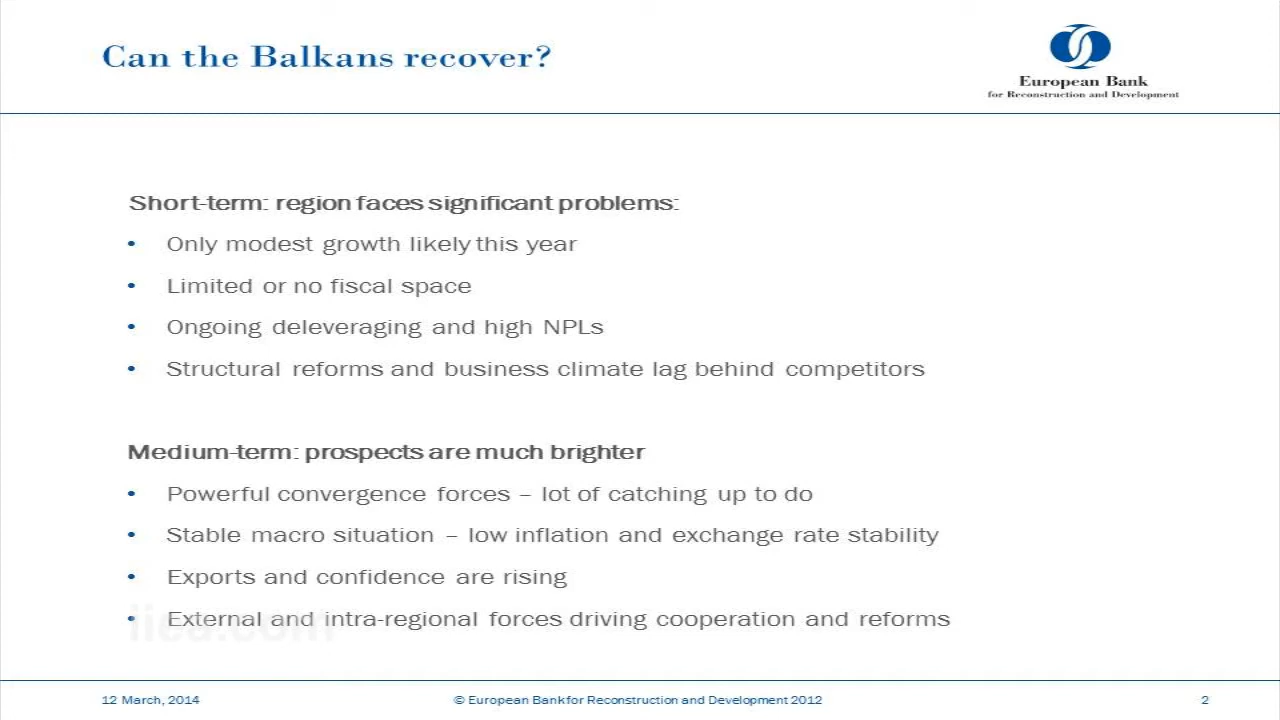 Can the Balkans recover?
European Bank
for Reconstruction and Development
Short-term: region faces significant problems:
• Only modest growth likely this year
• Limited or no fiscal space
• Ongoing deleveraging and high NPLs
• Structural reforms and business climate lag behind competitors
Medium-term: prospects are much brighter
• Powerful convergence forces – lot of catching up to do
• Stable macro situation – low inflation and exchange rate stability
• Exports and confidence are rising
• External and intra-regional forces driving cooperation and reforms
iiea.com
12 March, 2014
© European Bank for Reconstruction and Development 2012
2